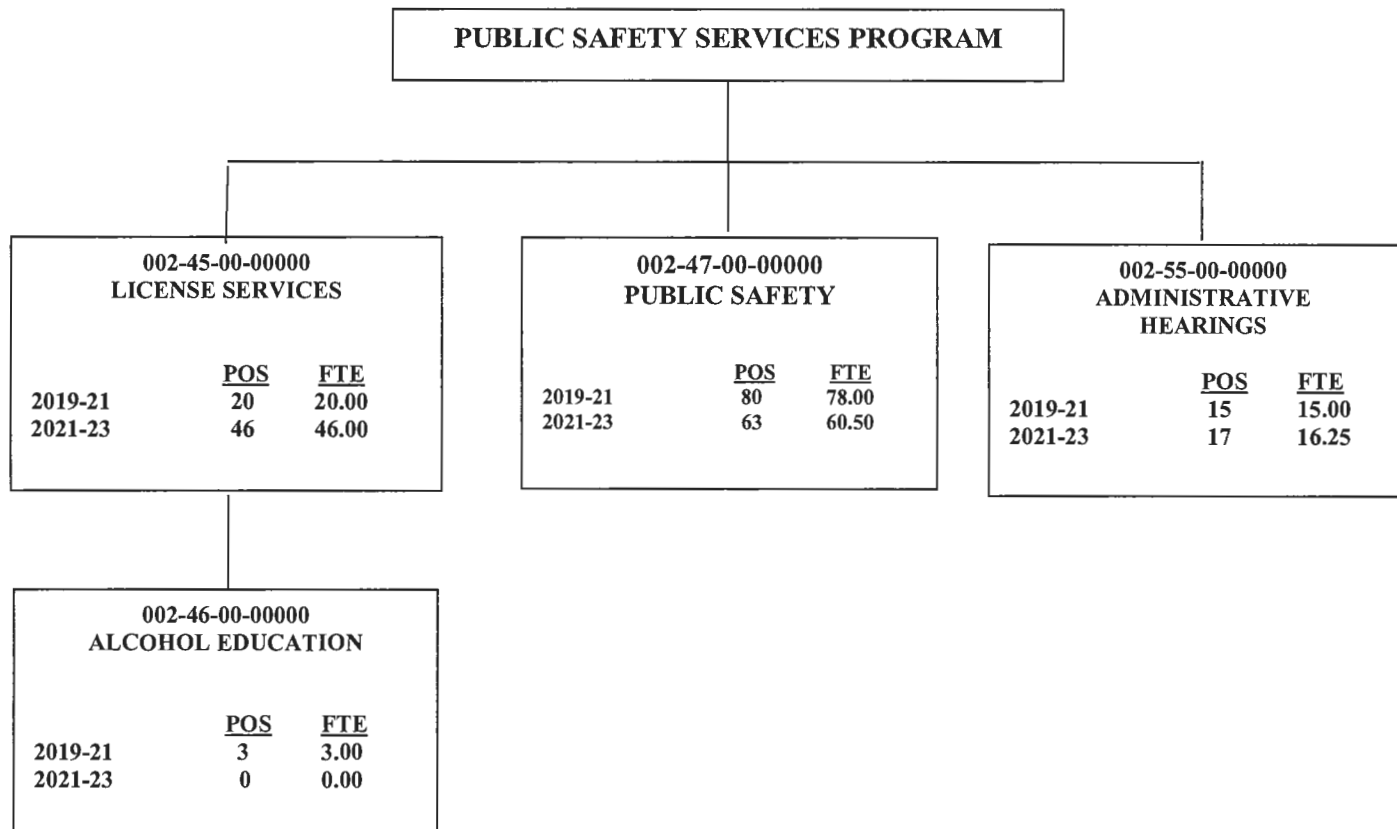 PUBLIC SAFETY SERVICES PROGRAM
002-45-00-00000
LICENSE SERVICES
POS FTE
2019-21 20 20.00
2021-23 46 46.00
002-47-00-00000
PUBLIC SAFETY
POS FTE
2019-21 80 78.00
2021-23 63 60.50
002-55-00-00000
ADMINISTRATIVE
HEARINGS
POS FTE
2019-21 15 15.00
2021-23 17 16.25
002-46-00-00000
ALCOHOL EDUCATION
POS FTE
2019-21 3 3.00
2021-23 0 0.00